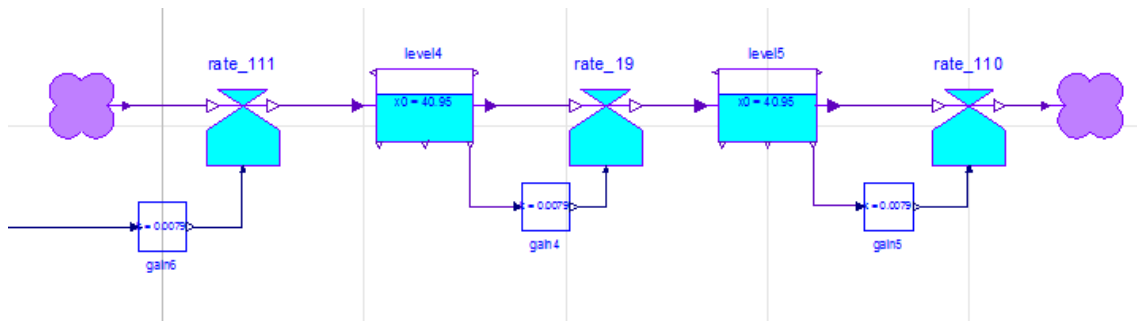 level4
level5
rate_111
rate_19
rate_110
x0 = 40.95
x0 = 40.95
= 0.0079
= 0.0079
= 0.0079
gain4
gain5
gain6